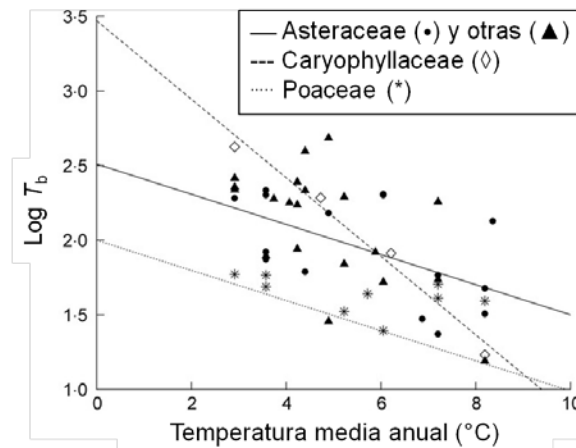 Asteraceae (•) y otras (▲)
Caryophyllaceae (◇)
Poaceae (*)
3·5
3·0
2·5
2·0
1·5
1·0
Log Tb
0 2 4 6 8 10
Temperatura media anual (°C)